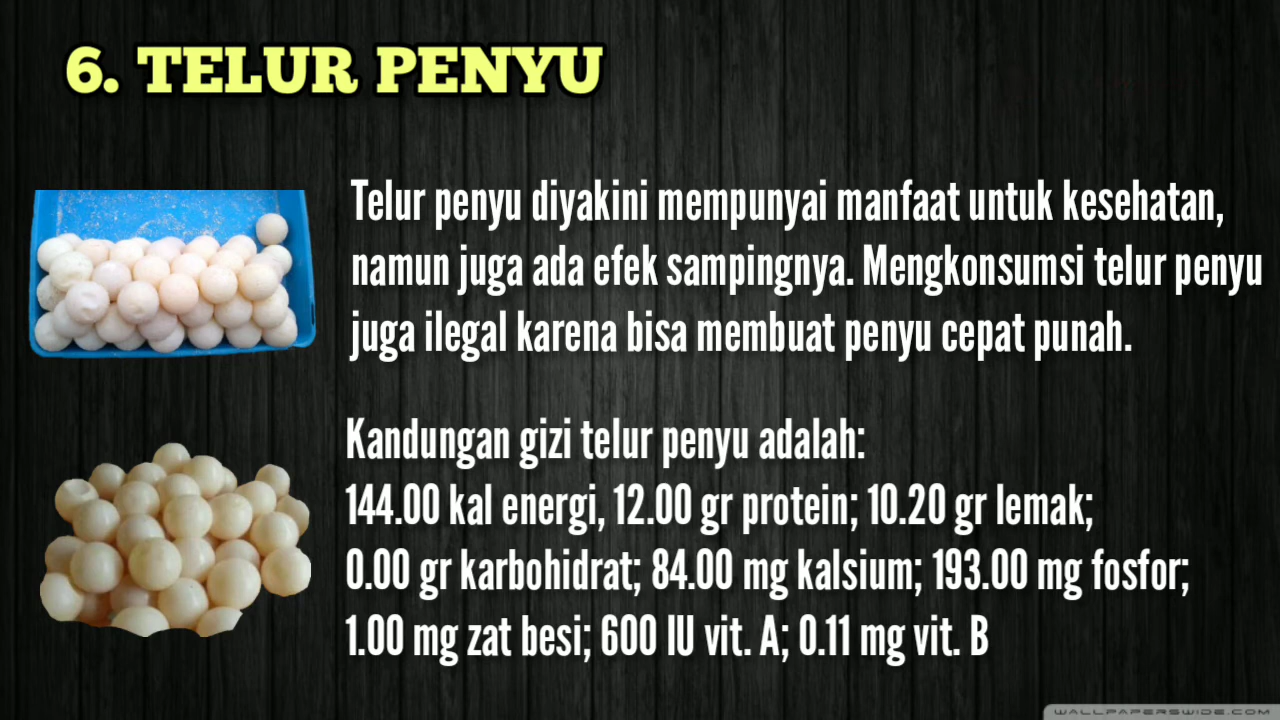 6. TELUR PENYU
Telur penyu diyakini mempunyai manfaat untuk kesehatan,
namun juga ada efek sampingnya. Mengkonsumsi telur penyu
juga ilegal karena bisa membuat penyu cepat punah.
Kandungan gizi telur penyu adalah:
144.00 kal energi, 12.00 gr protein; 10.20 gr lemak;
0.00 gr karbohidrat; 84.00 mg kalsium; 193.00 mg fosfor;
1.00 mg zat besi; 600 IU vit. A; 0.11 mg vit. B
WALLPAPERSWIDE.COM